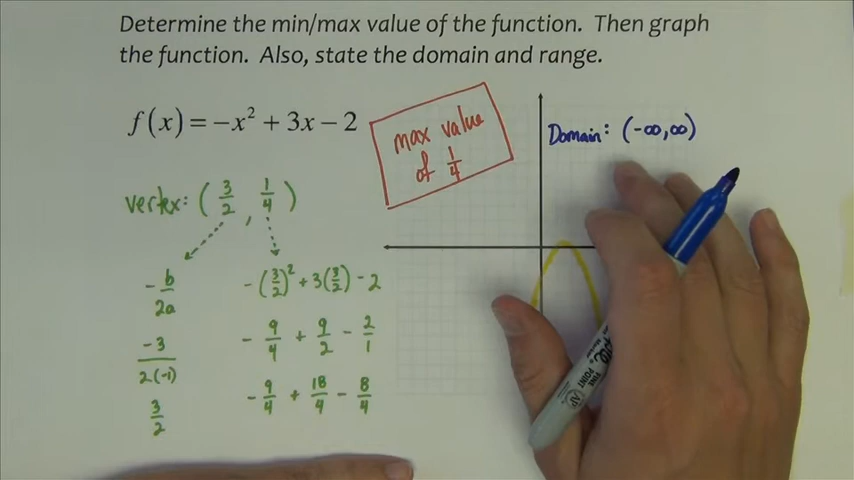 Determine the min/max value of the function. Then graph
the function. Also, state the domain and range.
f(x) = −x² + 3x − 2
max value
of 1/4
Domain: (-∞,∞)
vertex: ( 3/2 , 1/4 )
-b/2a
-(3/2)² + 3(3/2) - 2
-3/2(-1)
- 9/4 + 9/2 - 2/1
3/2
- 9/4 + 18/4 - 8/4
FINE
POINT
AP